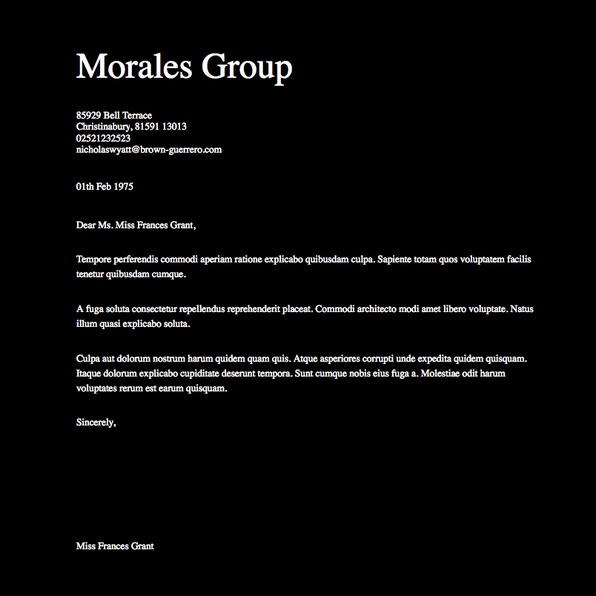 Morales Group
85929 Bell Terrace
Christinabury, 81591 13013
02521232523
nicholaswyatt@brown-guerrero.com
01th Feb 1975
Dear Ms. Miss Frances Grant,
Tempore perferendis commodi aperiam ratione explicabo quibusdam culpa. Sapiente totam quos voluptatem facilis
tenetur quibusdam cumque.
A fuga soluta consectetur repellendus reprehenderit placeat. Commodi architecto modi amet libero voluptate. Natus
illum quasi explicabo soluta.
Culpa aut dolorum nostrum harum quidem quam quis. Atque asperiores corrupti unde expedita quidem quisquam.
Itaque dolorum explicabo cupiditate deserunt tempora. Sunt cumque nobis eius fuga a. Molestiae odit harum
voluptates rerum est earum quisquam.
Sincerely,
Miss Frances Grant